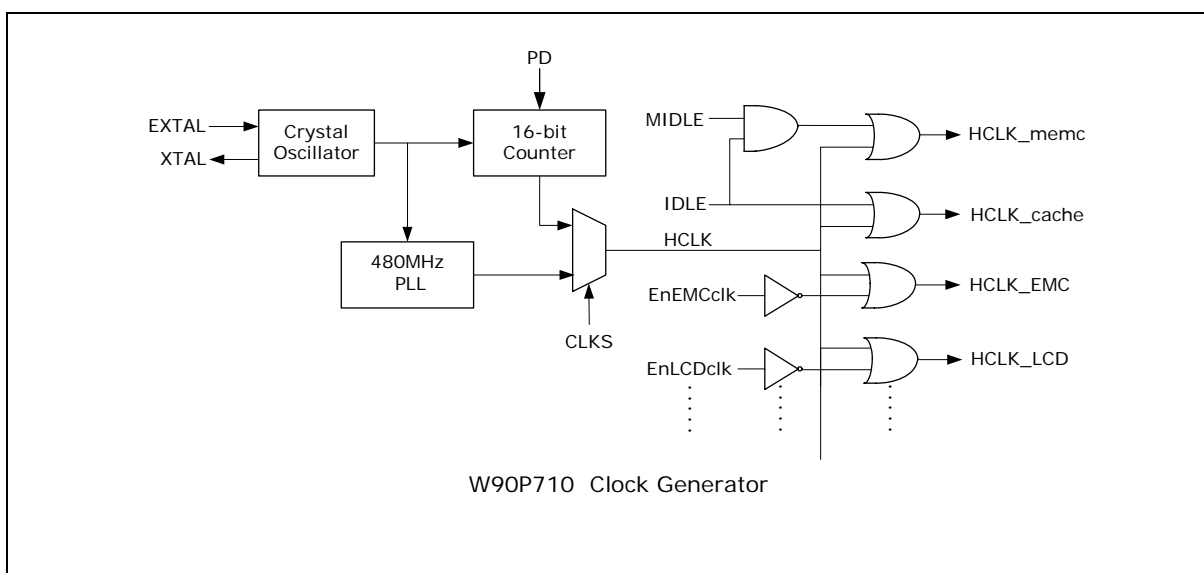 PD
EXTAL
XTAL
Crystal
Oscillator
16-bit
Counter
480MHz
PLL
CLKS
HCLK
MIDLE
IDLE
EnEMCclk
EnLCDclk
HCLK_memc
HCLK_cache
HCLK_EMC
HCLK_LCD
W90P710 Clock Generator